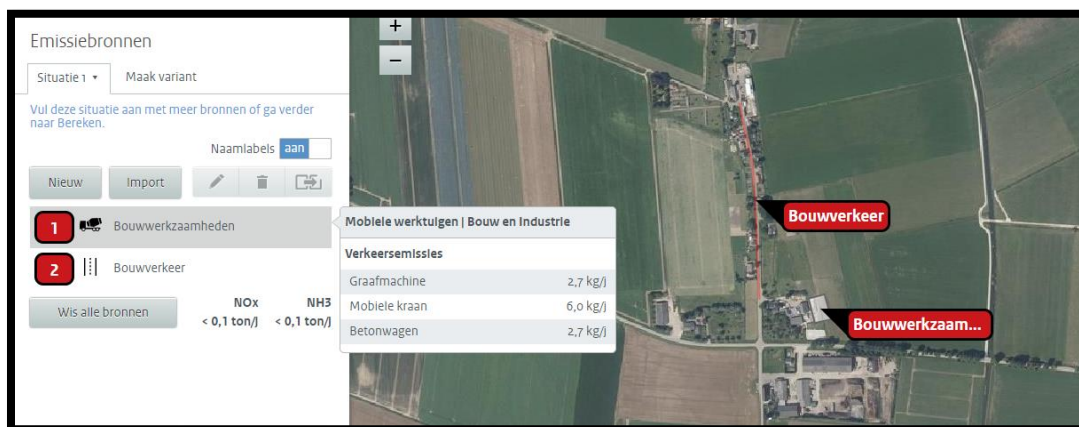 Emissiebronnen
Situatie 1 Maak variant
Vul deze situatie aan met meer bronnen of ga verder
naar Bereken.
Naamlabels aan
Nieuw Import
1 Bouwwerkzaamheden
2 Bouwverkeer
Wis alle
bronnen
NOx NH3
< 0,1 ton/j < 0,1 ton/j
Mobiele werktuigen | Bouw en Industrie
Verkeersemissies
Graafmachine 2,7 kg/j
Mobiele kraan 6,0 kg/j
Betonwagen 2,7 kg/j
+
−
Bouwverkeer
Bouwwerkzaam...